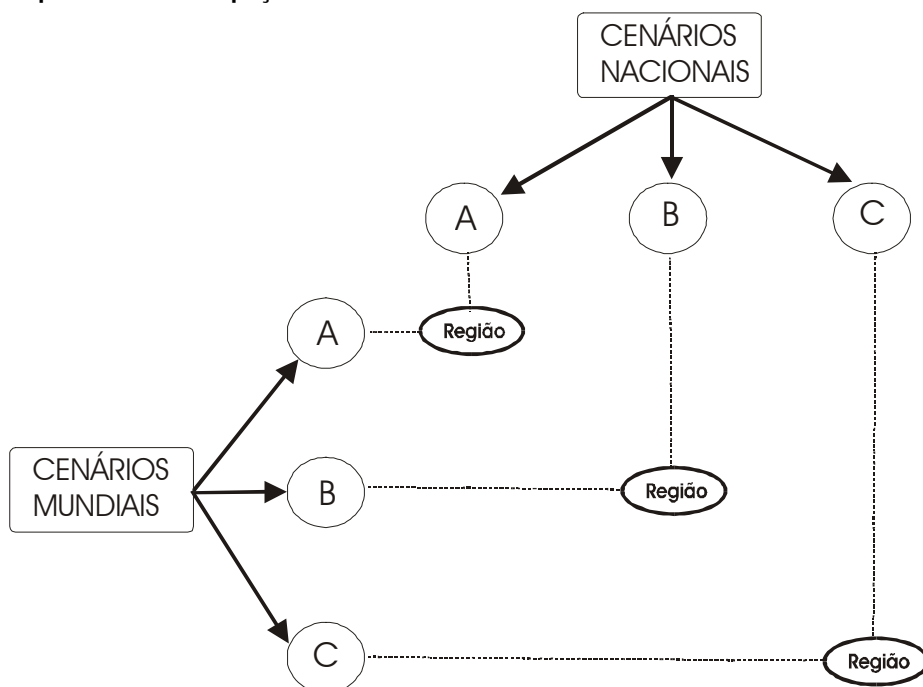 CENÁRIOS
NACIONAIS
A
B
C
A
Região
CENÁRIOS
MUNDIAIS
B
Região
C
Região